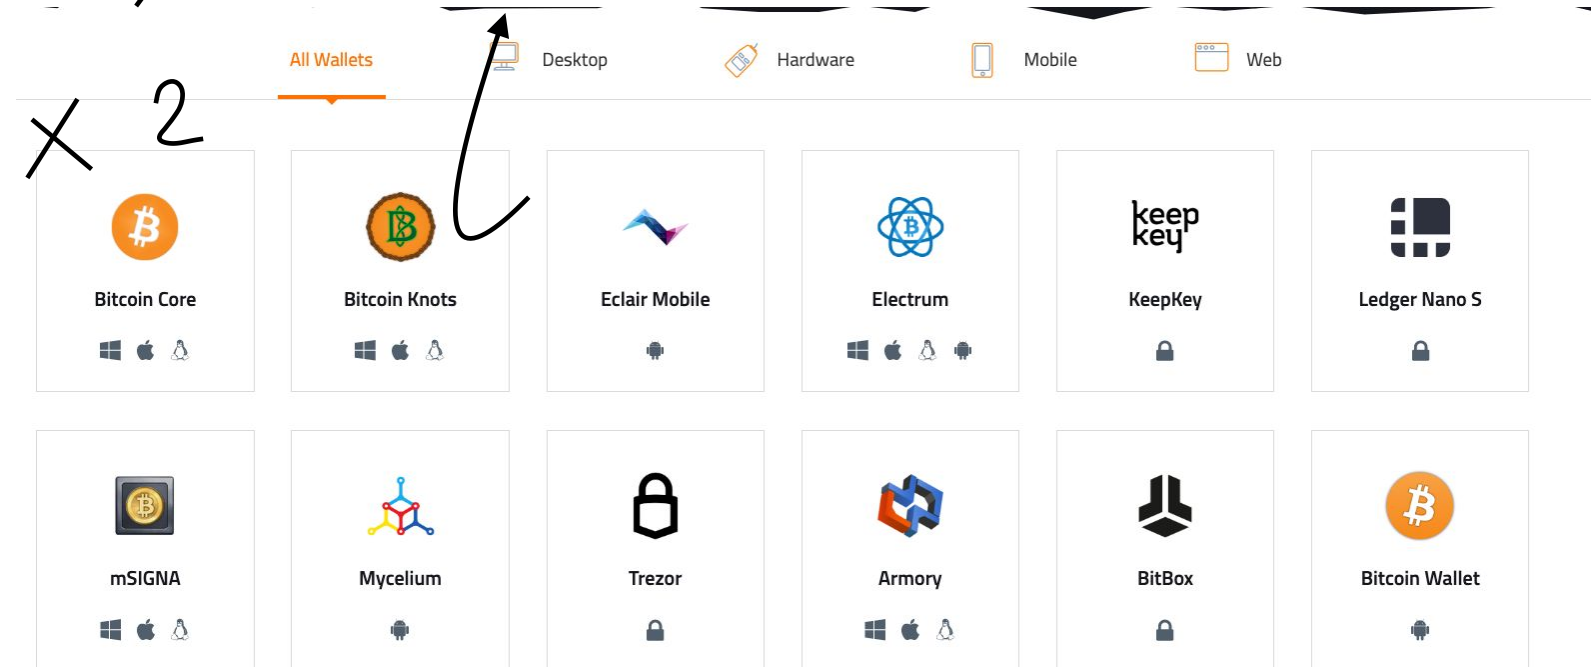 All Wallets Desktop Hardware Mobile Web
X 2
keep
key
Bitcoin Core Bitcoin Knots Eclair Mobile Electrum KeepKey Ledger Nano S
mSIGNA Mycelium Trezor Armory BitBox Bitcoin Wallet